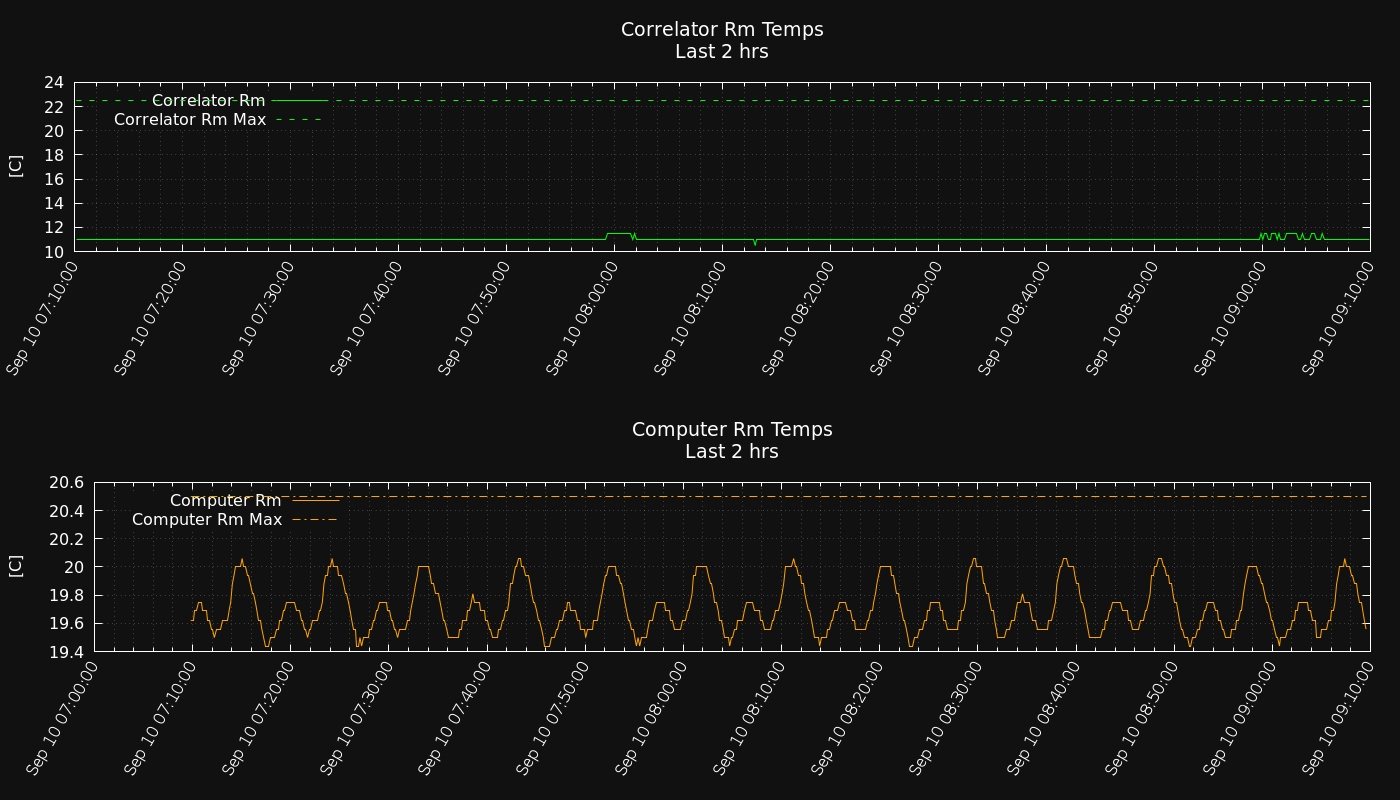 Correlator Rm Temps
Last 2 hrs
24
22
20
18
16
14
12
10
[C]
Correlator Rm
Correlator Rm Max
Sep 10 07:10:00
Sep 10 07:20:00
Sep 10 07:30:00
Sep 10 07:40:00
Sep 10 07:50:00
Sep 10 08:00:00
Sep 10 08:10:00
Sep 10 08:20:00
Sep 10 08:30:00
Sep 10 08:40:00
Sep 10 08:50:00
Sep 10 09:00:00
Sep 10 09:10:00
Computer Rm Temps
Last 2 hrs
20.6
20.4
20.2
20
19.8
19.6
19.4
[C]
Computer Rm
Computer Rm Max
Sep 10 07:00:00
Sep 10 07:10:00
Sep 10 07:20:00
Sep 10 07:30:00
Sep 10 07:40:00
Sep 10 07:50:00
Sep 10 08:00:00
Sep 10 08:10:00
Sep 10 08:20:00
Sep 10 08:30:00
Sep 10 08:40:00
Sep 10 08:50:00
Sep 10 09:00:00
Sep 10 09:10:00